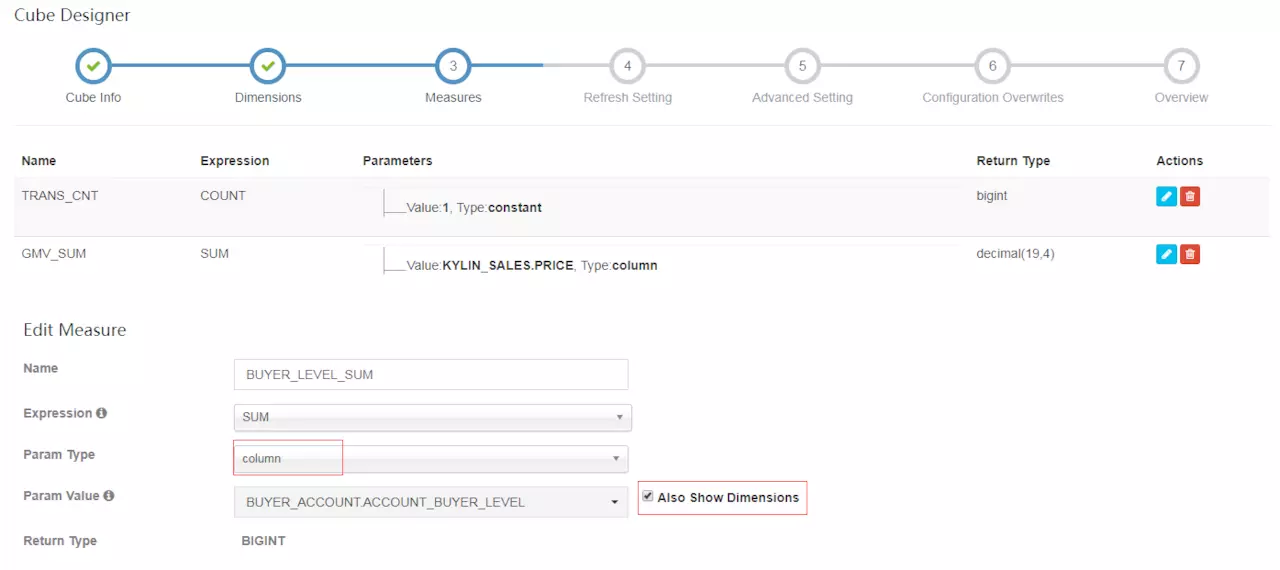 Cube Designer
3 4 5 6 7
Cube Info Dimensions Measures Refresh Setting Advanced Setting Configuration Overwrites Overview
Name Expression Parameters Return Type Actions
TRANS_CNT COUNT Value:1, Type:constant bigint
GMV_SUM SUM Value:KYLIN_SALES.PRICE, Type:column decimal(19,4)
Edit Measure
Name BUYER_LEVEL_SUM
Expression SUM
Param Type column
Param Value BUYER_ACCOUNT.ACCOUNT_BUYER_LEVEL Also Show Dimensions
Return Type BIGINT